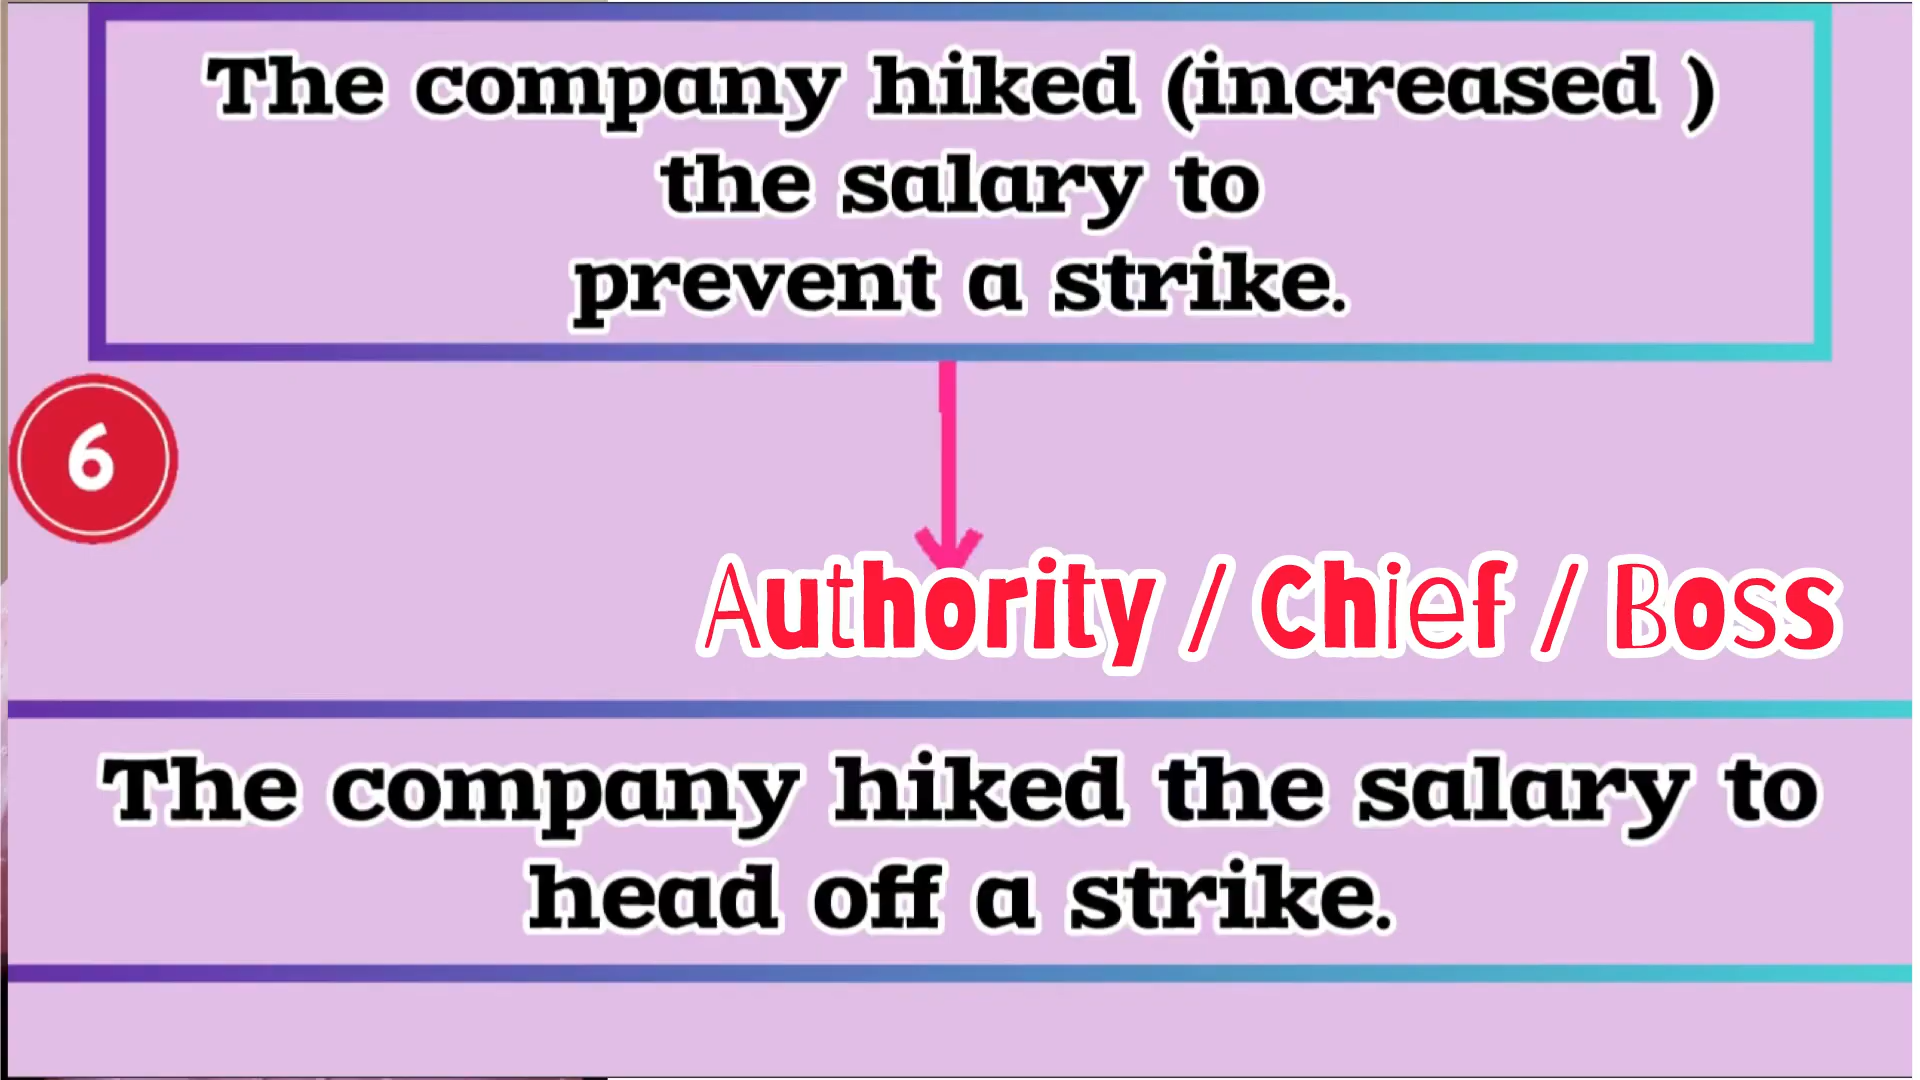 The company hiked (increased )
the salary to
prevent a strike.
6
Authority / Chief / Boss
The company hiked the salary to
head off a strike.